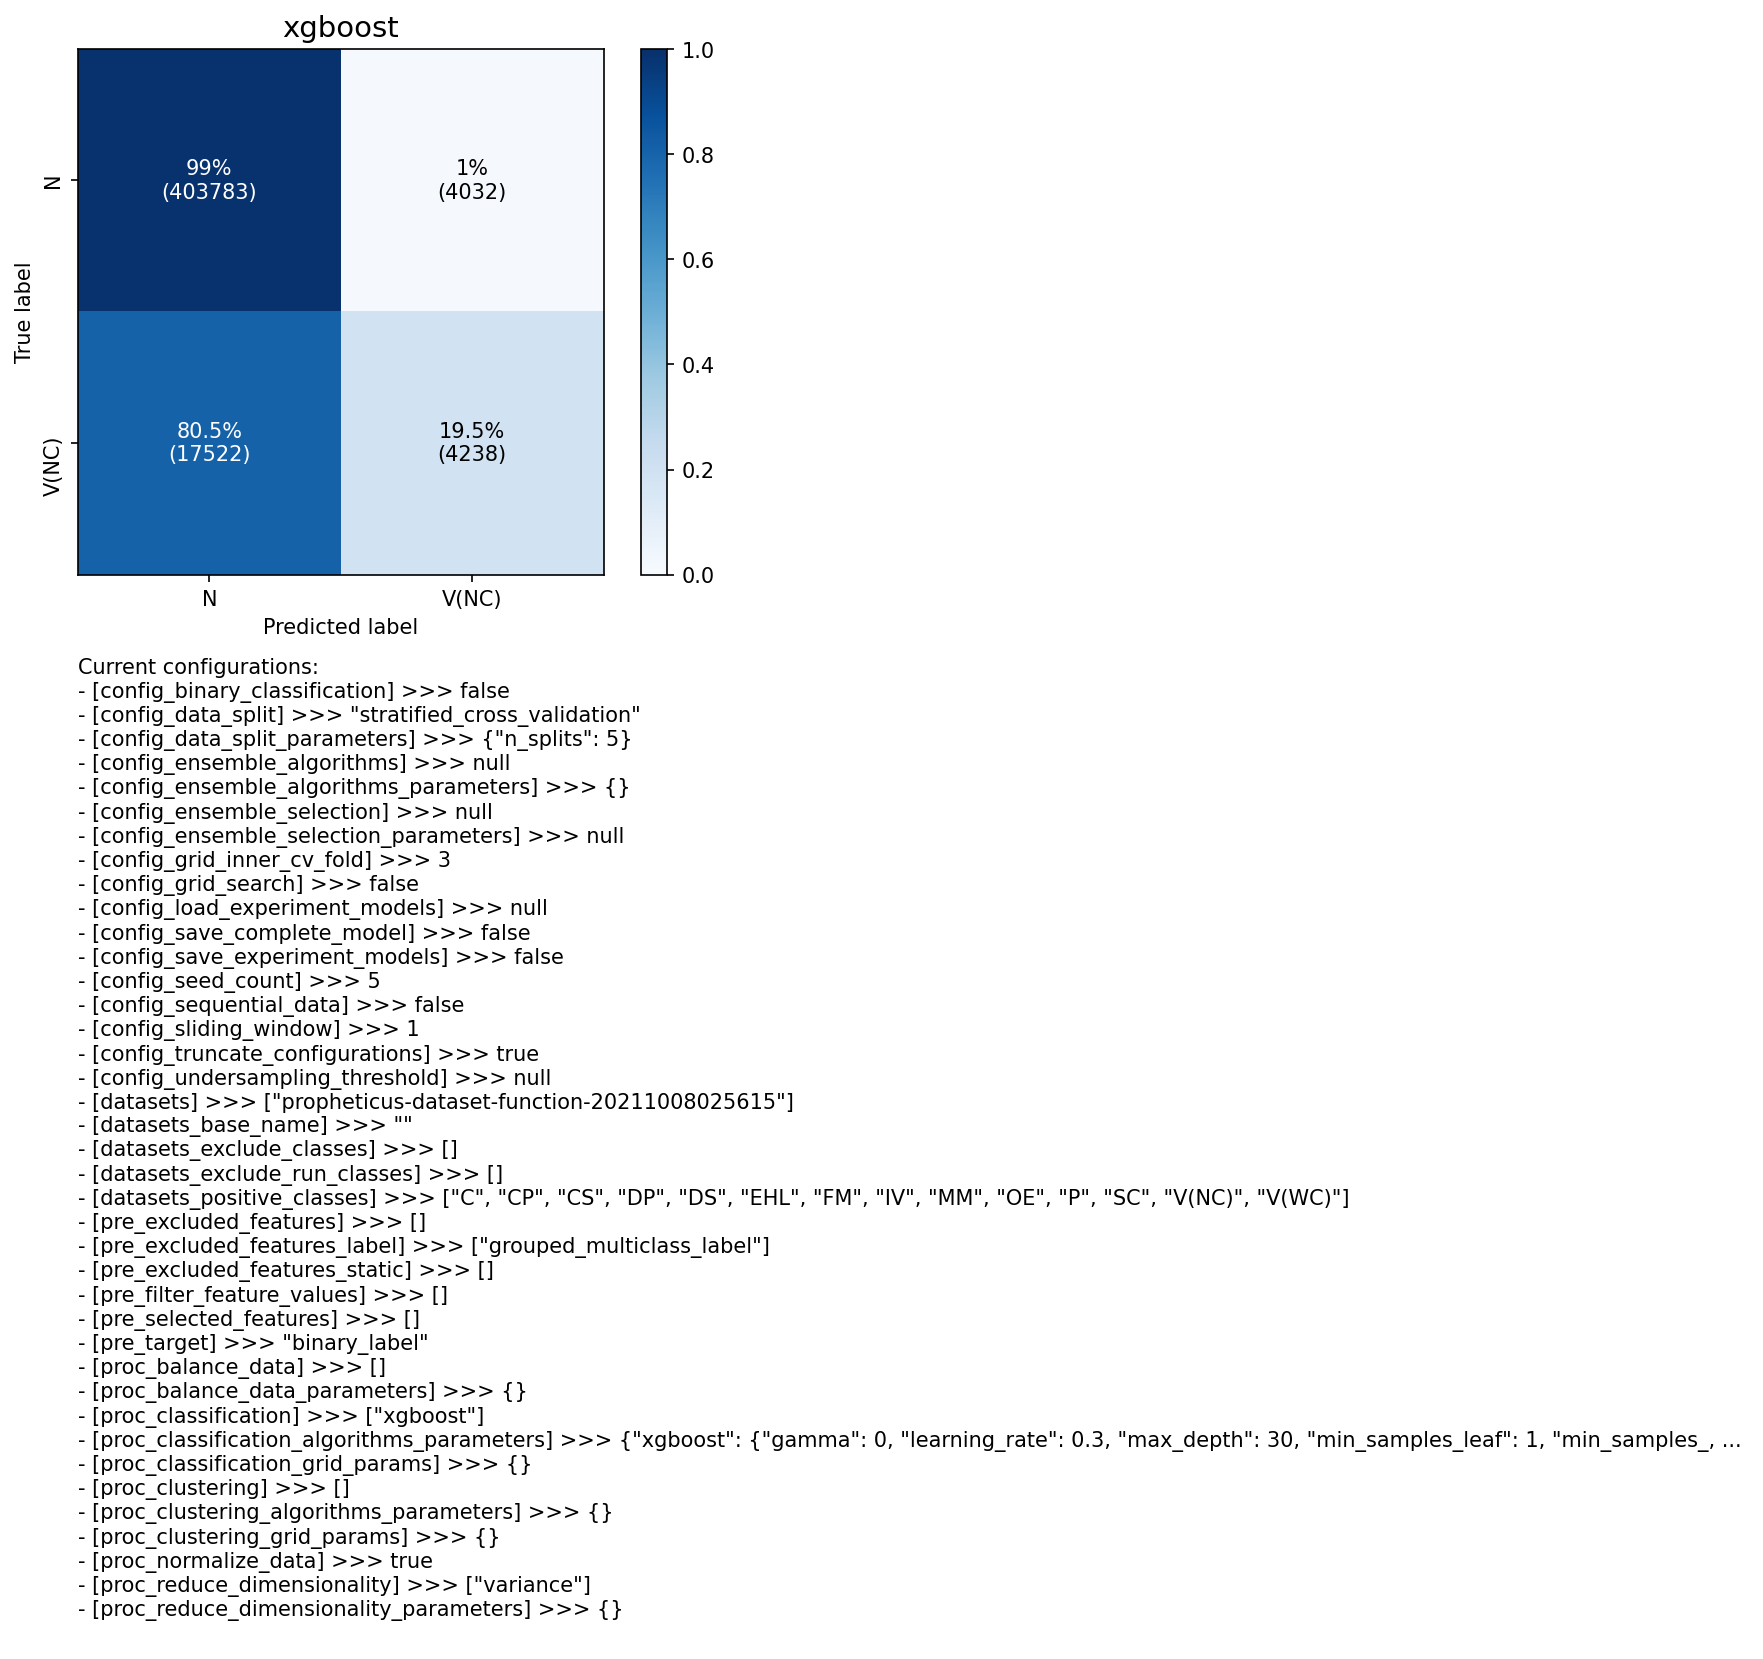 xgboost
1.0
0.8
0.6
0.4
0.2
0.0
True label
N
V(NC)
99%
(403783)
1%
(4032)
80.5%
(17522)
19.5%
(4238)
N
V(NC)
Predicted label
Current configurations:
- [config_binary_classification] >>> false
- [config_data_split] >>> "stratified_cross_validation"
- [config_data_split_parameters] >>> {"n_splits": 5}
- [config_ensemble_algorithms] >>> null
- [config_ensemble_algorithms_parameters] >>> {}
- [config_ensemble_selection] >>> null
- [config_ensemble_selection_parameters] >>> null
- [config_grid_inner_cv_fold] >>> 3
- [config_grid_search] >>> false
- [config_load_experiment_models] >>> null
- [config_save_complete_model] >>> false
- [config_save_experiment_models] >>> false
- [config_seed_count] >>> 5
- [config_sequential_data] >>> false
- [config_sliding_window] >>> 1
- [config_truncate_configurations] >>> true
- [config_undersampling_threshold] >>> null
- [datasets] >>> ["propheticus-dataset-function-20211008025615"]
- [datasets_base_name] >>> ""
- [datasets_exclude_classes] >>> []
- [datasets_exclude_run_classes] >>> []
- [datasets_positive_classes] >>> ["C", "CP", "CS", "DP", "DS", "EHL", "FM", "IV", "MM", "OE", "P", "SC", "V(NC)", "V(WC)"]
- [pre_excluded_features] >>> []
- [pre_excluded_features_label] >>> ["grouped_multiclass_label"]
- [pre_excluded_features_static] >>> []
- [pre_filter_feature_values] >>> []
- [pre_selected_features] >>> []
- [pre_target] >>> "binary_label"
- [proc_balance_data] >>> []
- [proc_balance_data_parameters] >>> {}
- [proc_classification] >>> ["xgboost"]
- [proc_classification_algorithms_parameters] >>> {"xgboost": {"gamma": 0, "learning_rate": 0.3, "max_depth": 30, "min_samples_leaf": 1, "min_samples_, ...
- [proc_classification_grid_params] >>> {}
- [proc_clustering] >>> []
- [proc_clustering_algorithms_parameters] >>> {}
- [proc_clustering_grid_params] >>> {}
- [proc_normalize_data] >>> true
- [proc_reduce_dimensionality] >>> ["variance"]
- [proc_reduce_dimensionality_parameters] >>> {}